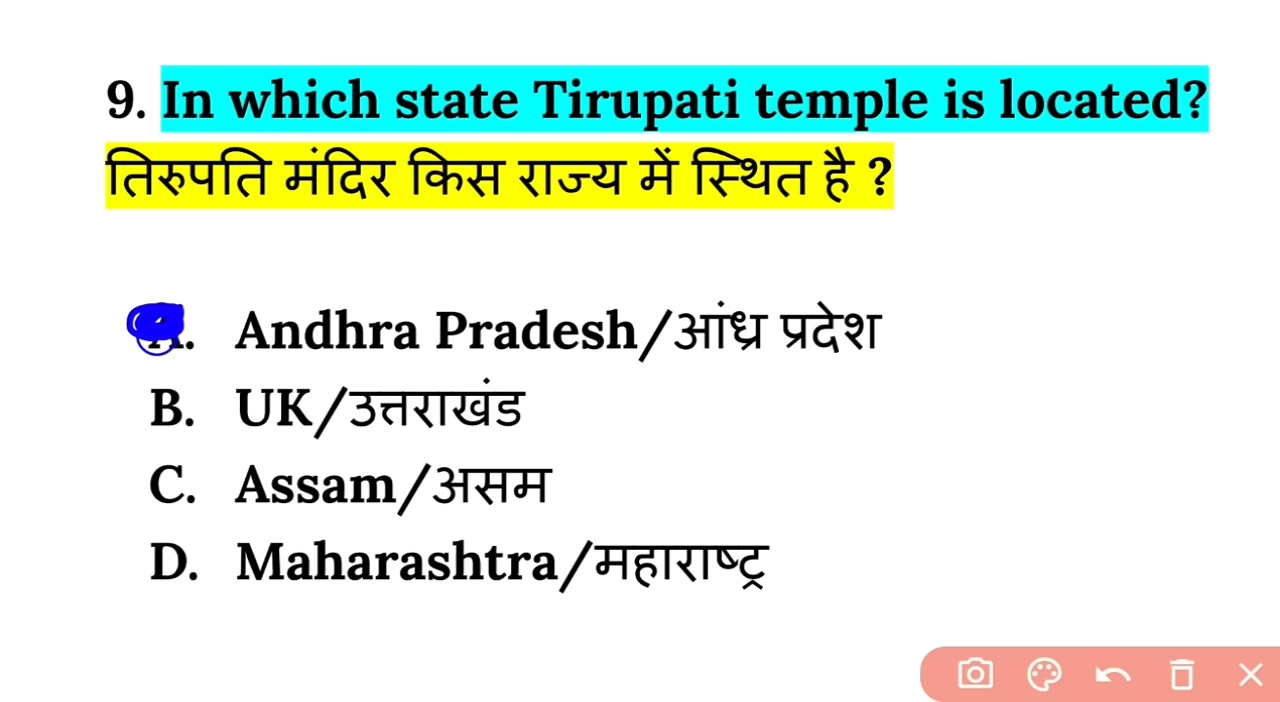 9. In which state Tirupati temple is located?
तिरुपति मंदिर किस राज्य में स्थित है ?
A. Andhra Pradesh/आंध्र प्रदेश
B. UK/उत्तराखंड
C. Assam/असम
D. Maharashtra/महाराष्ट्र